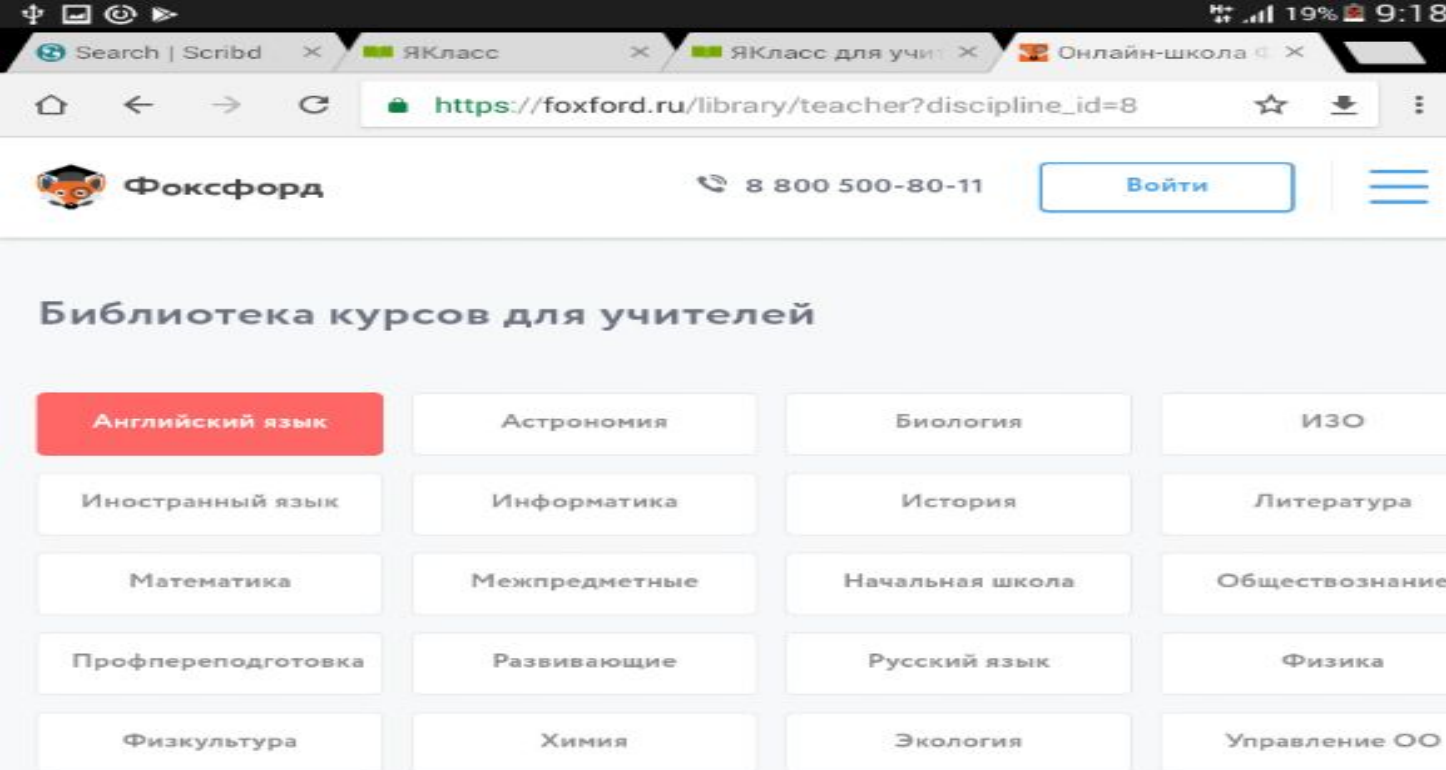 19% 9:18
Search | Scribd ЯКласс ЯКласс для учит Онлайн-школа Ф
https://foxford.ru/library/teacher?discipline_id=8
Фоксфорд 8 800 500-80-11 Войти
Библиотека курсов для учителей
Английский язык Астрономия Биология ИЗО
Иностранный язык Информатика История Литература
Математика Межпредметные Начальная школа Обществознание
Профпереподготовка Развивающие Русский язык Физика
Физкультура Химия Экология Управление ОО